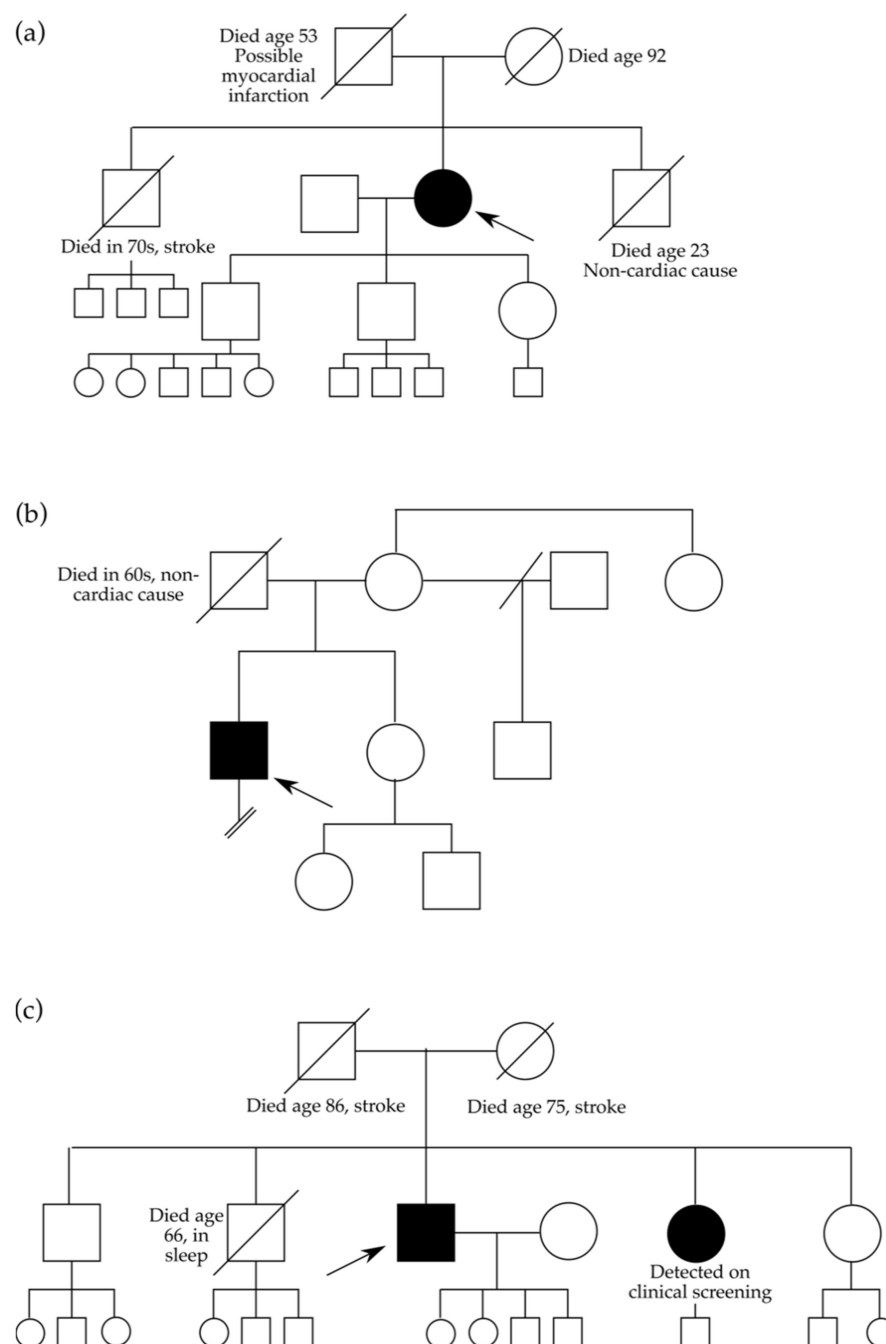 (a)
Died age 53
Possible
myocardial
infarction
Died age 92
Died in 70s, stroke
Died age 23
Non-cardiac cause
(b)
Died in 60s, non-
cardiac cause
(c)
Died age 86, stroke
Died age 75, stroke
Died age
66, in
sleep
Detected on
clinical screening